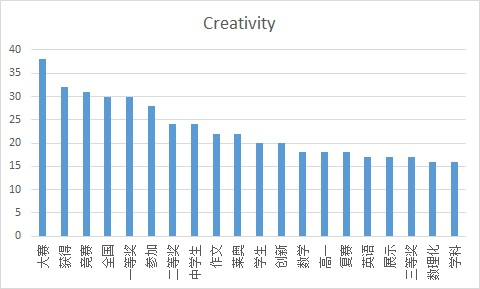 Creativity
40
35
30
25
20
15
10
5
0
大赛
获得
竞赛
全国
一等奖
参加
二等奖
中学生
作文
莱奥
学生
创新
数学
高一
夏赛
英语
展示
三等奖
数理化
学科